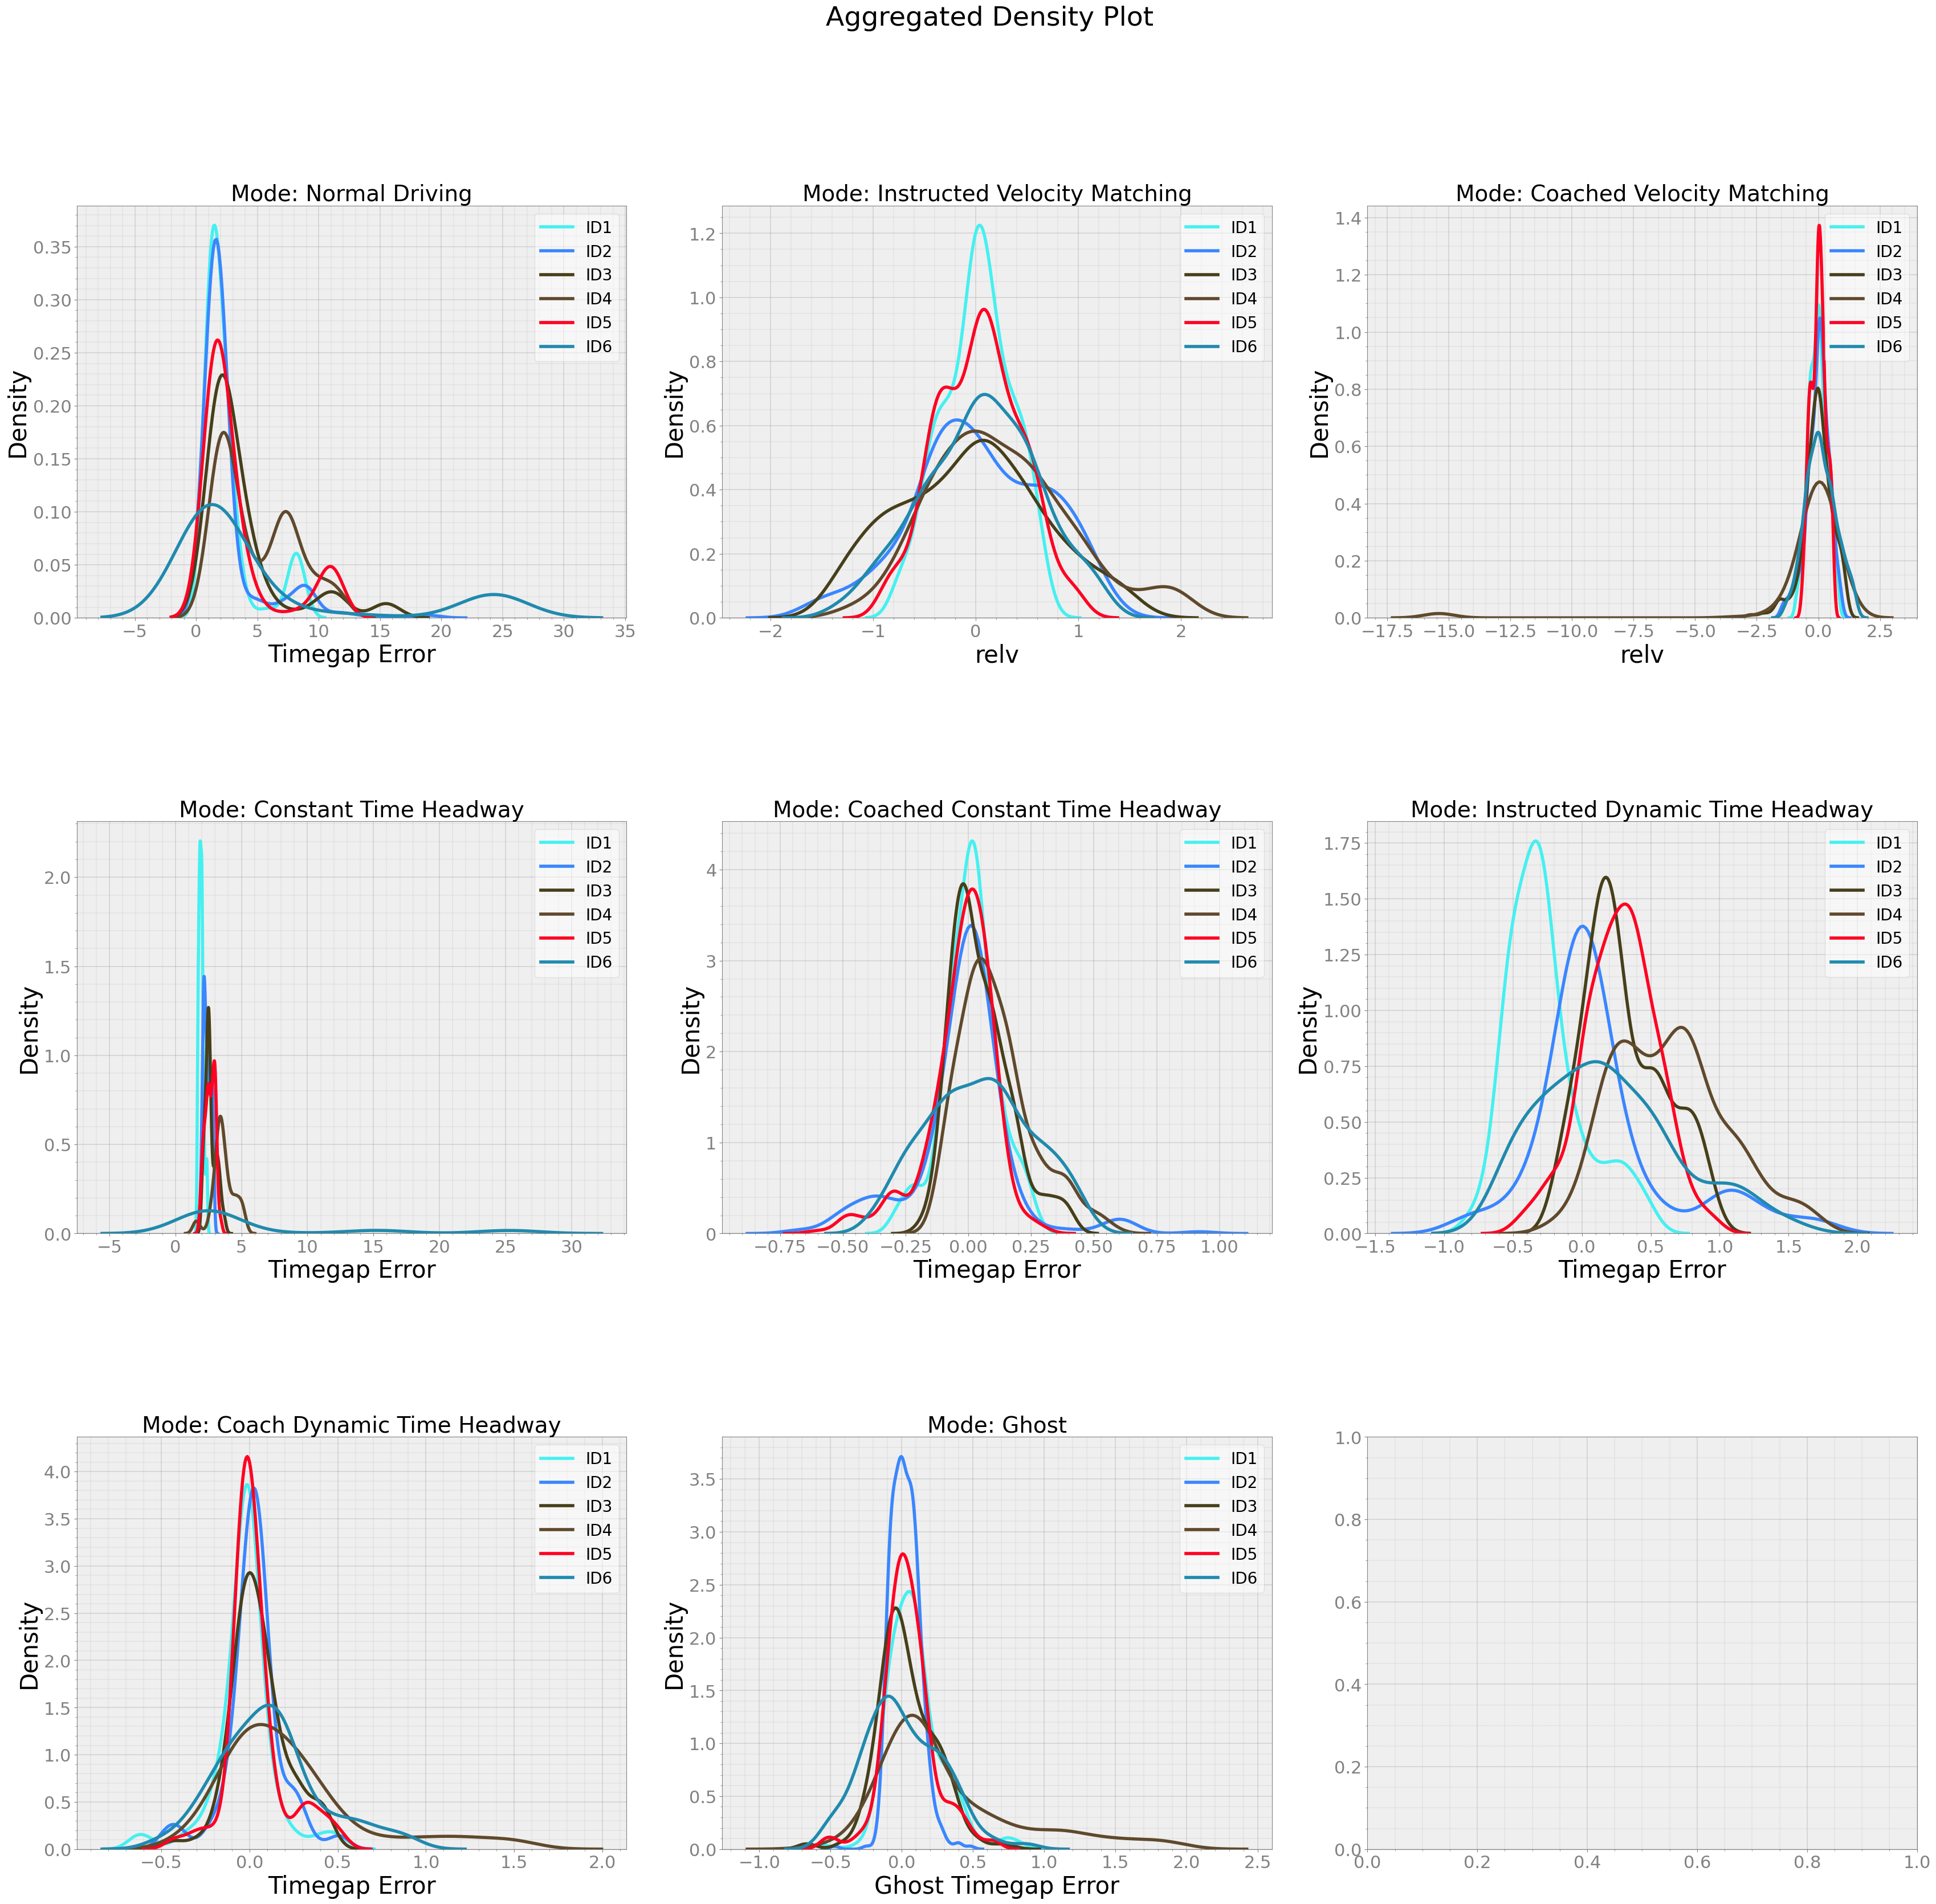 Aggregated Density Plot
Mode: Normal Driving
Density
0.35
0.30
0.25
0.20
0.15
0.10
0.05
0.00
−5 0 5 10 15 20 25 30 35
Timegap Error
ID1
ID2
ID3
ID4
ID5
ID6
Mode: Instructed Velocity Matching
Density
1.2
1.0
0.8
0.6
0.4
0.2
0.0
−2 −1 0 1 2
relv
ID1
ID2
ID3
ID4
ID5
ID6
Mode: Coached Velocity Matching
Density
1.4
1.2
1.0
0.8
0.6
0.4
0.2
0.0
−17.5 −15.0 −12.5 −10.0 −7.5 −5.0 −2.5 0.0 2.5
relv
ID1
ID2
ID3
ID4
ID5
ID6
Mode: Constant Time Headway
Density
2.0
1.5
1.0
0.5
0.0
−5 0 5 10 15 20 25 30
Timegap Error
ID1
ID2
ID3
ID4
ID5
ID6
Mode: Coached Constant Time Headway
Density
4
3
2
1
0
−0.75 −0.50 −0.25 0.00 0.25 0.50 0.75 1.00
Timegap Error
ID1
ID2
ID3
ID4
ID5
ID6
Mode: Instructed Dynamic Time Headway
Density
1.75
1.50
1.25
1.00
0.75
0.50
0.25
0.00
−1.5 −1.0 −0.5 0.0 0.5 1.0 1.5 2.0
Timegap Error
ID1
ID2
ID3
ID4
ID5
ID6
Mode: Coach Dynamic Time Headway
Density
4.0
3.5
3.0
2.5
2.0
1.5
1.0
0.5
0.0
−0.5 0.0 0.5 1.0 1.5 2.0
Timegap Error
ID1
ID2
ID3
ID4
ID5
ID6
Mode: Ghost
Density
3.5
3.0
2.5
2.0
1.5
1.0
0.5
0.0
−1.0 −0.5 0.0 0.5 1.0 1.5 2.0 2.5
Ghost Timegap Error
ID1
ID2
ID3
ID4
ID5
ID6
1.0
0.8
0.6
0.4
0.2
0.0
0.0 0.2 0.4 0.6 0.8 1.0